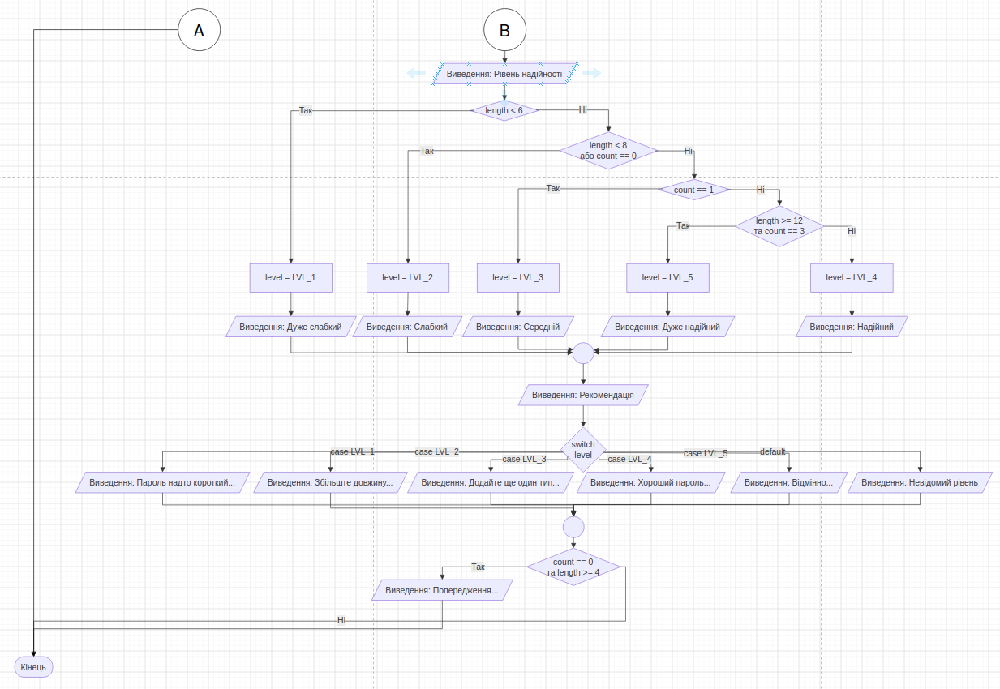 A
B
Виведення: Рівень надійності
length < 6
Так
Ні
length < 8
або count == 0
Так
Ні
count == 1
Так
Ні
length >= 12
та count == 3
Так
Ні
level = LVL_1
level = LVL_2
level = LVL_3
level = LVL_5
level = LVL_4
Виведення: Дуже слабкий
Виведення: Слабкий
Виведення: Середній
Виведення: Дуже надійний
Виведення: Надійний
Виведення: Рекомендація
switch
level
case LVL_1
case LVL_2
case LVL_3
case LVL_4
case LVL_5
default
Виведення: Пароль надто короткий...
Виведення: Збільште довжину...
Виведення: Додайте ще один тип...
Виведення: Хороший пароль...
Виведення: Відмінно...
Виведення: Невідомий рівень
count == 0
та length >= 4
Так
Виведення: Попередження...
Ні
Кінець